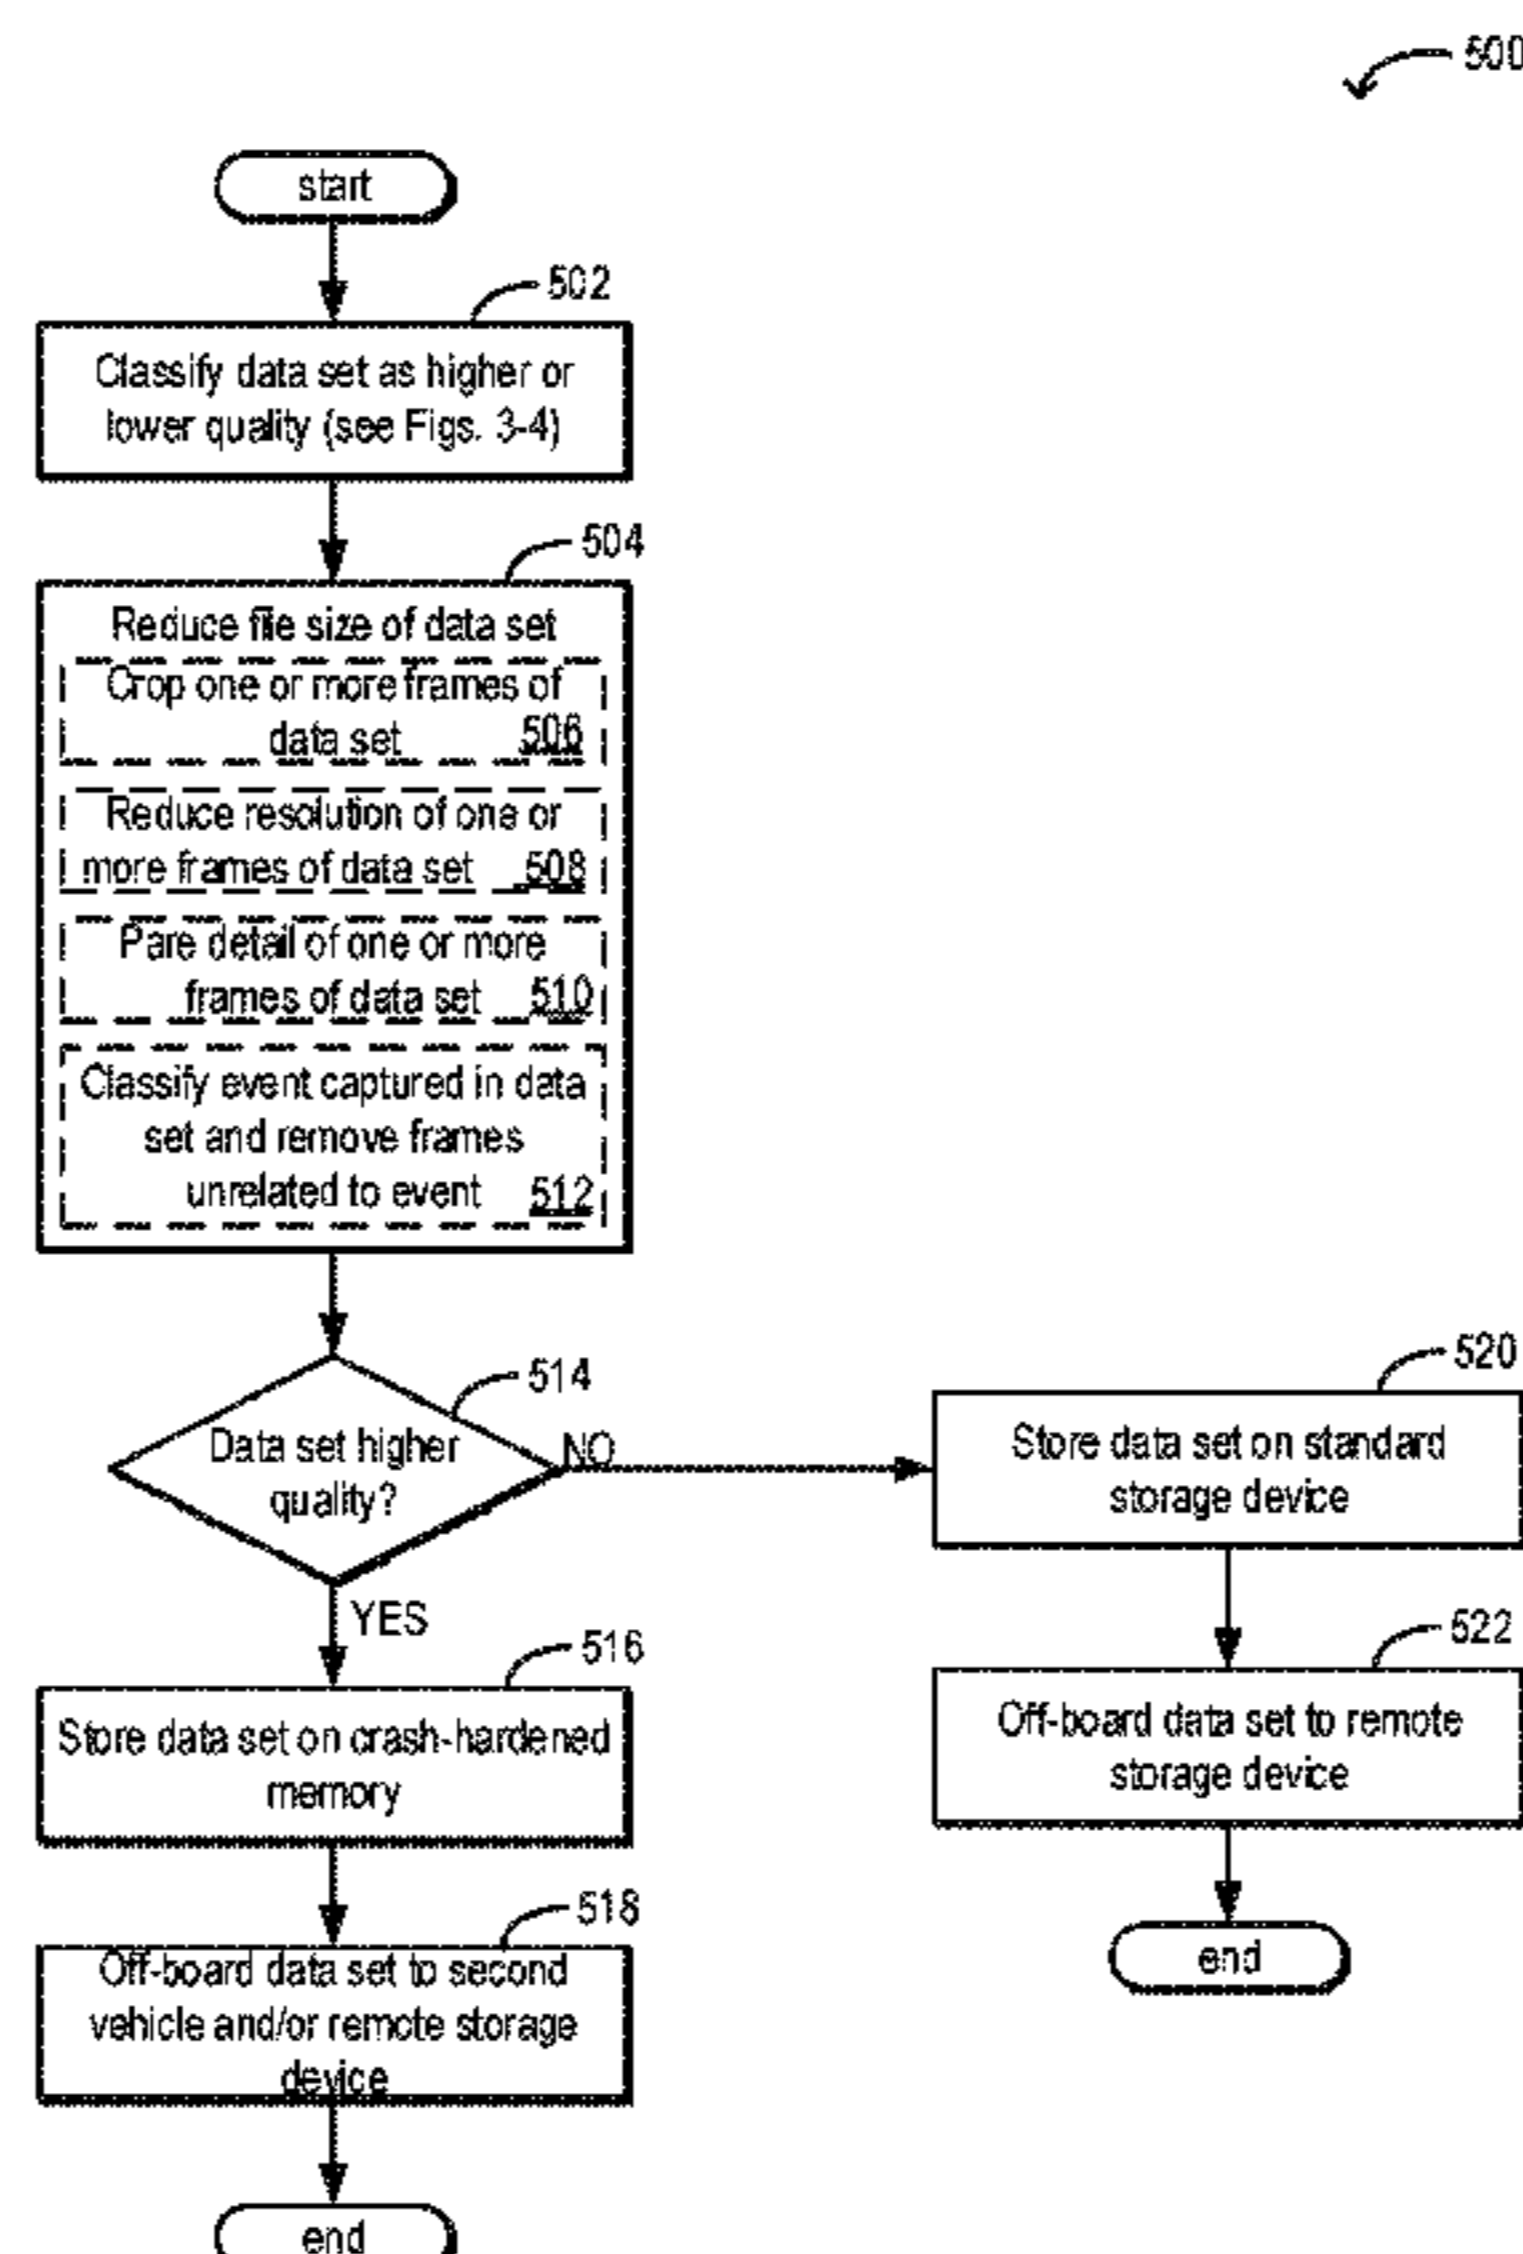 500
start
502
Classify data set as higher or
lower quality (see Figs. 3-4)
504
Reduce file size of data set
Crop one or more frames of
data set 506
Reduce resolution of one or
more frames of data set 508
Pare detail of one or more
frames of data set 510
Classify event captured in data
set and remove frames
unrelated to event 512
514
Data set higher
quality?
NO
YES
516
Store data set on crash-hardened
memory
518
Off-board data set to second
vehicle and/or remote storage
device
end
520
Store data set on standard
storage device
522
Off-board data set to remote
storage device
end